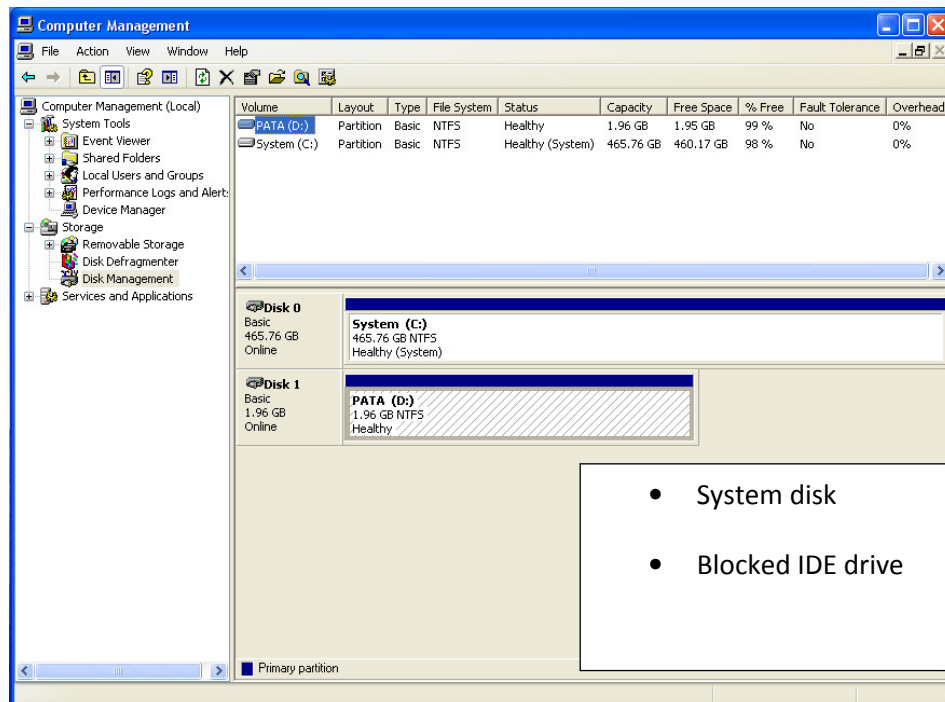 Computer Management
File Action View Window Help
Computer Management (Local)
System Tools
Event Viewer
Shared Folders
Local Users and Groups
Performance Logs and Alert:
Device Manager
Storage
Removable Storage
Disk Defragmenter
Disk Management
Services and Applications
Volume Layout Type File System Status Capacity Free Space % Free Fault Tolerance Overhead
PATA (D:) Partition Basic NTFS Healthy 1.96 GB 1.95 GB 99 % No 0%
System (C:) Partition Basic NTFS Healthy (System) 465.76 GB 460.17 GB 98 % No 0%
Disk 0
Basic
465.76 GB
Online
System (C:)
465.76 GB NTFS
Healthy (System)
Disk 1
Basic
1.96 GB
Online
PATA (D:)
1.96 GB NTFS
Healthy
• System disk
• Blocked IDE drive
Primary partition